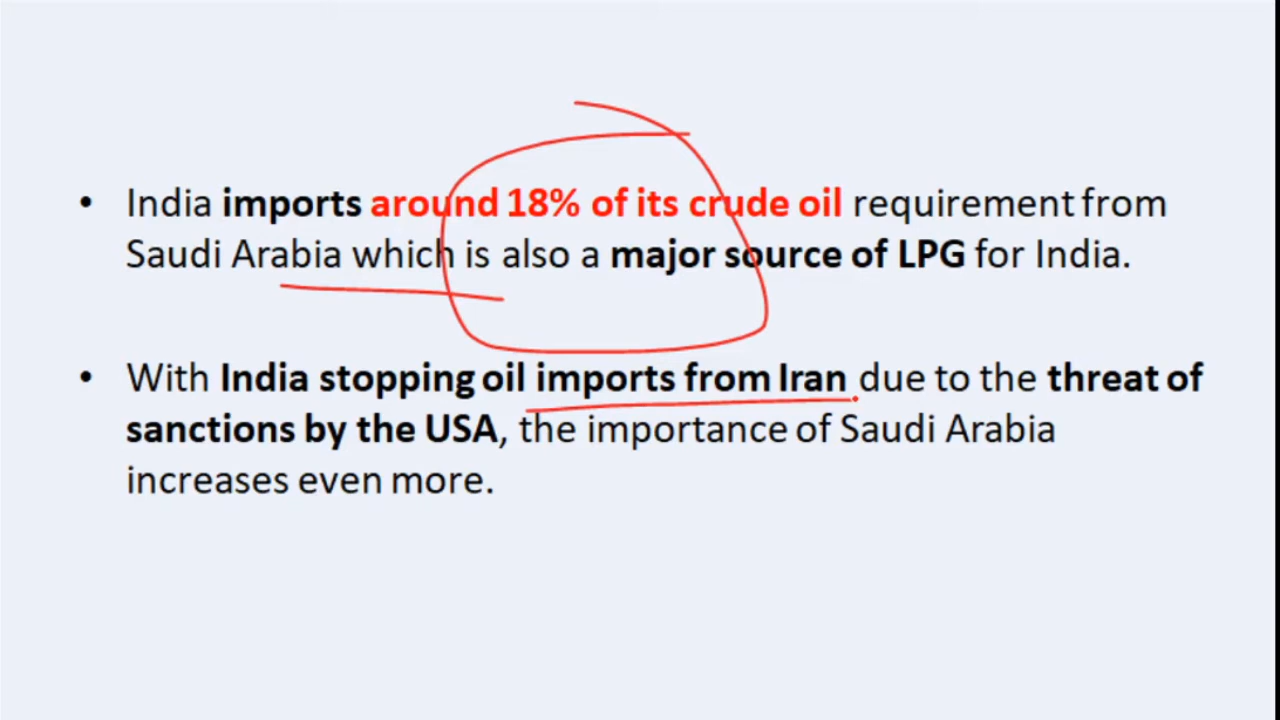 • India imports around 18% of its crude oil requirement from
Saudi Arabia which is also a major source of LPG for India.
• With India stopping oil imports from Iran due to the threat of
sanctions by the USA, the importance of Saudi Arabia
increases even more.